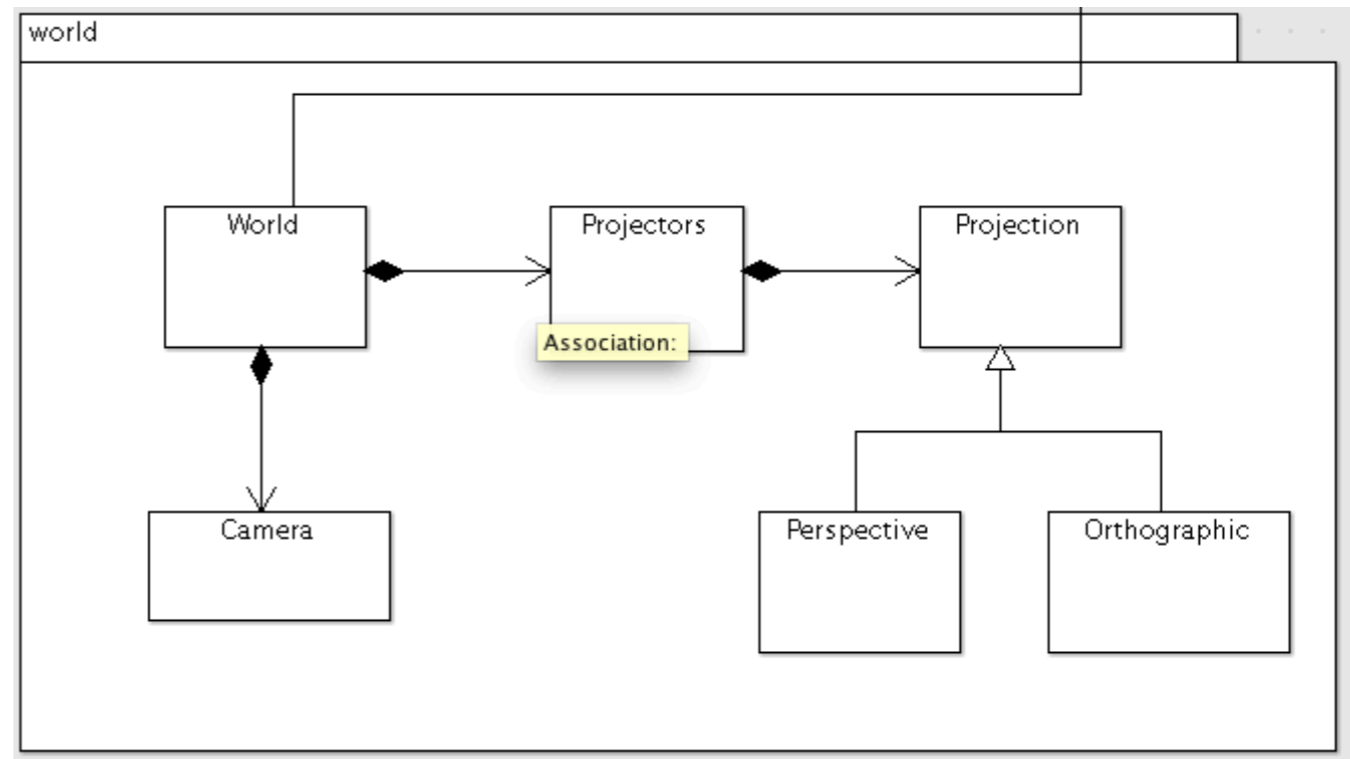 world
World
Projectors
Projection
Association:
Camera
Perspective
Orthographic